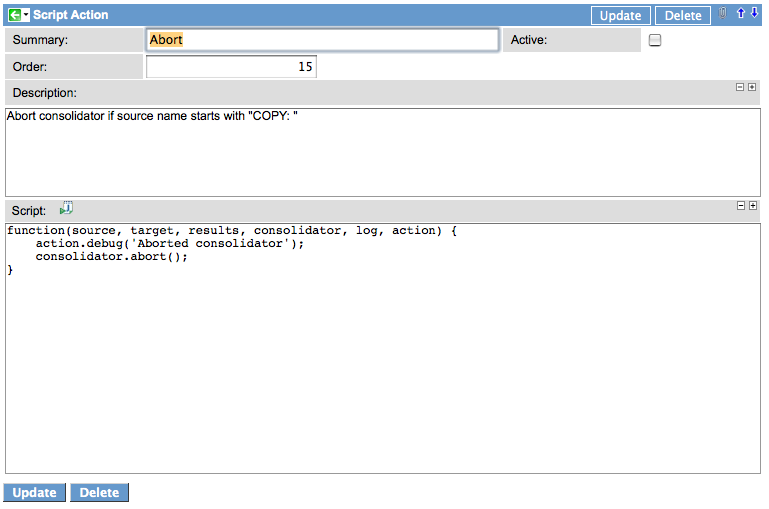 Script Action
Update Delete
Summary: Abort Active:
Order: 15
Description:
Abort consolidator if source name starts with "COPY: "
Script:
function(source, target, results, consolidator, log, action) {
    action.debug('Aborted consolidator');
    consolidator.abort();
}
Update Delete